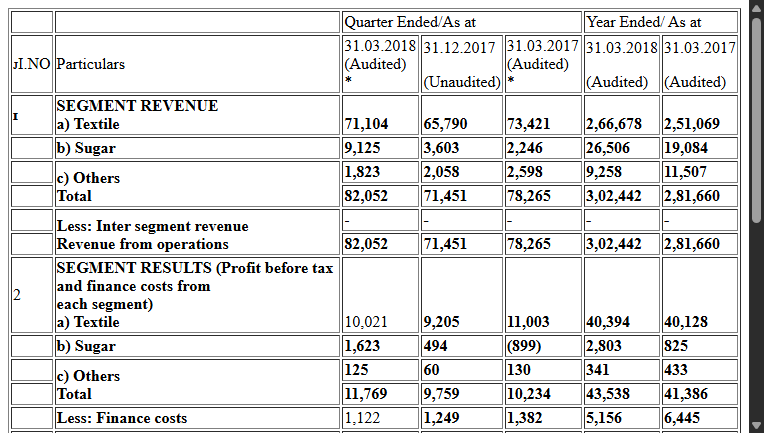 Quarter Ended/As at Year Ended/ As at
31.03.2018 31.12.2017 31.03.2017 31.03.2018 31.03.2017
ɪI.NO Particulars (Audited) (Audited)
* (Unaudited) * (Audited) (Audited)
1 SEGMENT REVENUE
a) Textile 71,104 65,790 73,421 2,66,678 2,51,069
b) Sugar 9,125 3,603 2,246 26,506 19,084
c) Others 1,823 2,058 2,598 9,258 11,507
Total 82,052 71,451 78,265 3,02,442 2,81,660
Less: Inter segment revenue - - - - -
Revenue from operations 82,052 71,451 78,265 3,02,442 2,81,660
SEGMENT RESULTS (Profit before tax
2 and finance costs from
each segment)
a) Textile 10,021 9,205 11,003 40,394 40,128
b) Sugar 1,623 494 (899) 2,803 825
c) Others 125 60 130 341 433
Total 11,769 9,759 10,234 43,538 41,386
Less: Finance costs 1,122 1,249 1,382 5,156 6,445